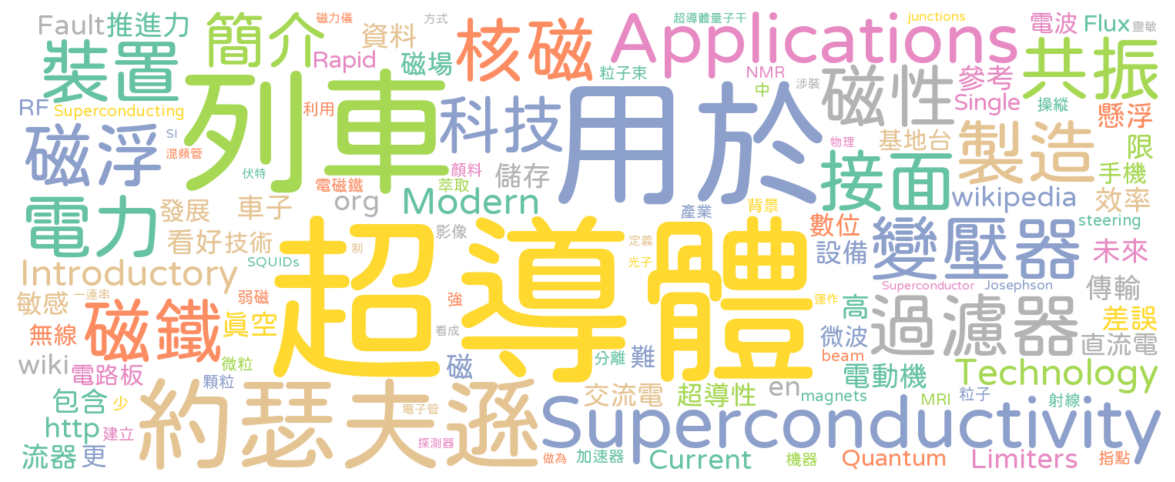 Fault 推進力 簡介 磁力儀 方式 資料 核磁 Applications 超導體量子干 junctions 電波 Flux 靈敏
裝置 列車 Rapid 磁場 粒子束 NMR 中 涉裝 磁性 參考 共振
RF Superconducting 利用 科技 用於 Single 操縱 懸浮
磁浮 SI 混頻管 伏特 顏料 儲存 物理 基地台 製造 限
電磁鐵 萃取 接面 手機
電力 發展 車子 org Modern 影像 產業 背景 wikipedia 效率
看好 技術 SQUIDs 制 超導體 定義 光子 數位 設備 變壓器 steering 未來
Introductory Superconductor Josephson 傳輸
敏感 一連串 弱磁 強 運作 高 過濾器 差誤
無線 磁鐵 真空 看成 分離 難 微波 beam 直流電
wiki 電路板 微粒 顆粒 磁 en 電動機 Technology
包含 少 約瑟夫遜 電子管 交流電 超導性 magnets MRI 粒子 射線
http 建立 探測器 Superconductivity
流器 更 做為 加速器 Current 機器 Quantum Limiters 指點